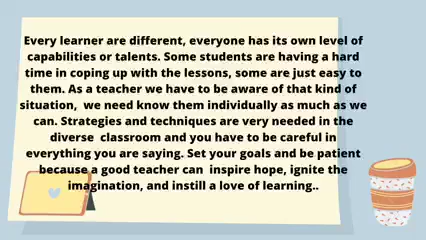 Every learner are different, everyone has its own level of
capabilities or talents. Some students are having a hard
time in coping up with the lessons, some are just easy to
them. As a teacher we have to be aware of that kind of
situation, we need know them individually as much as we
can. Strategies and techniques are very needed in the
diverse classroom and you have to be careful in
everything you are saying. Set your goals and be patient
because a good teacher can inspire hope, ignite the
imagination, and instill a love of learning..